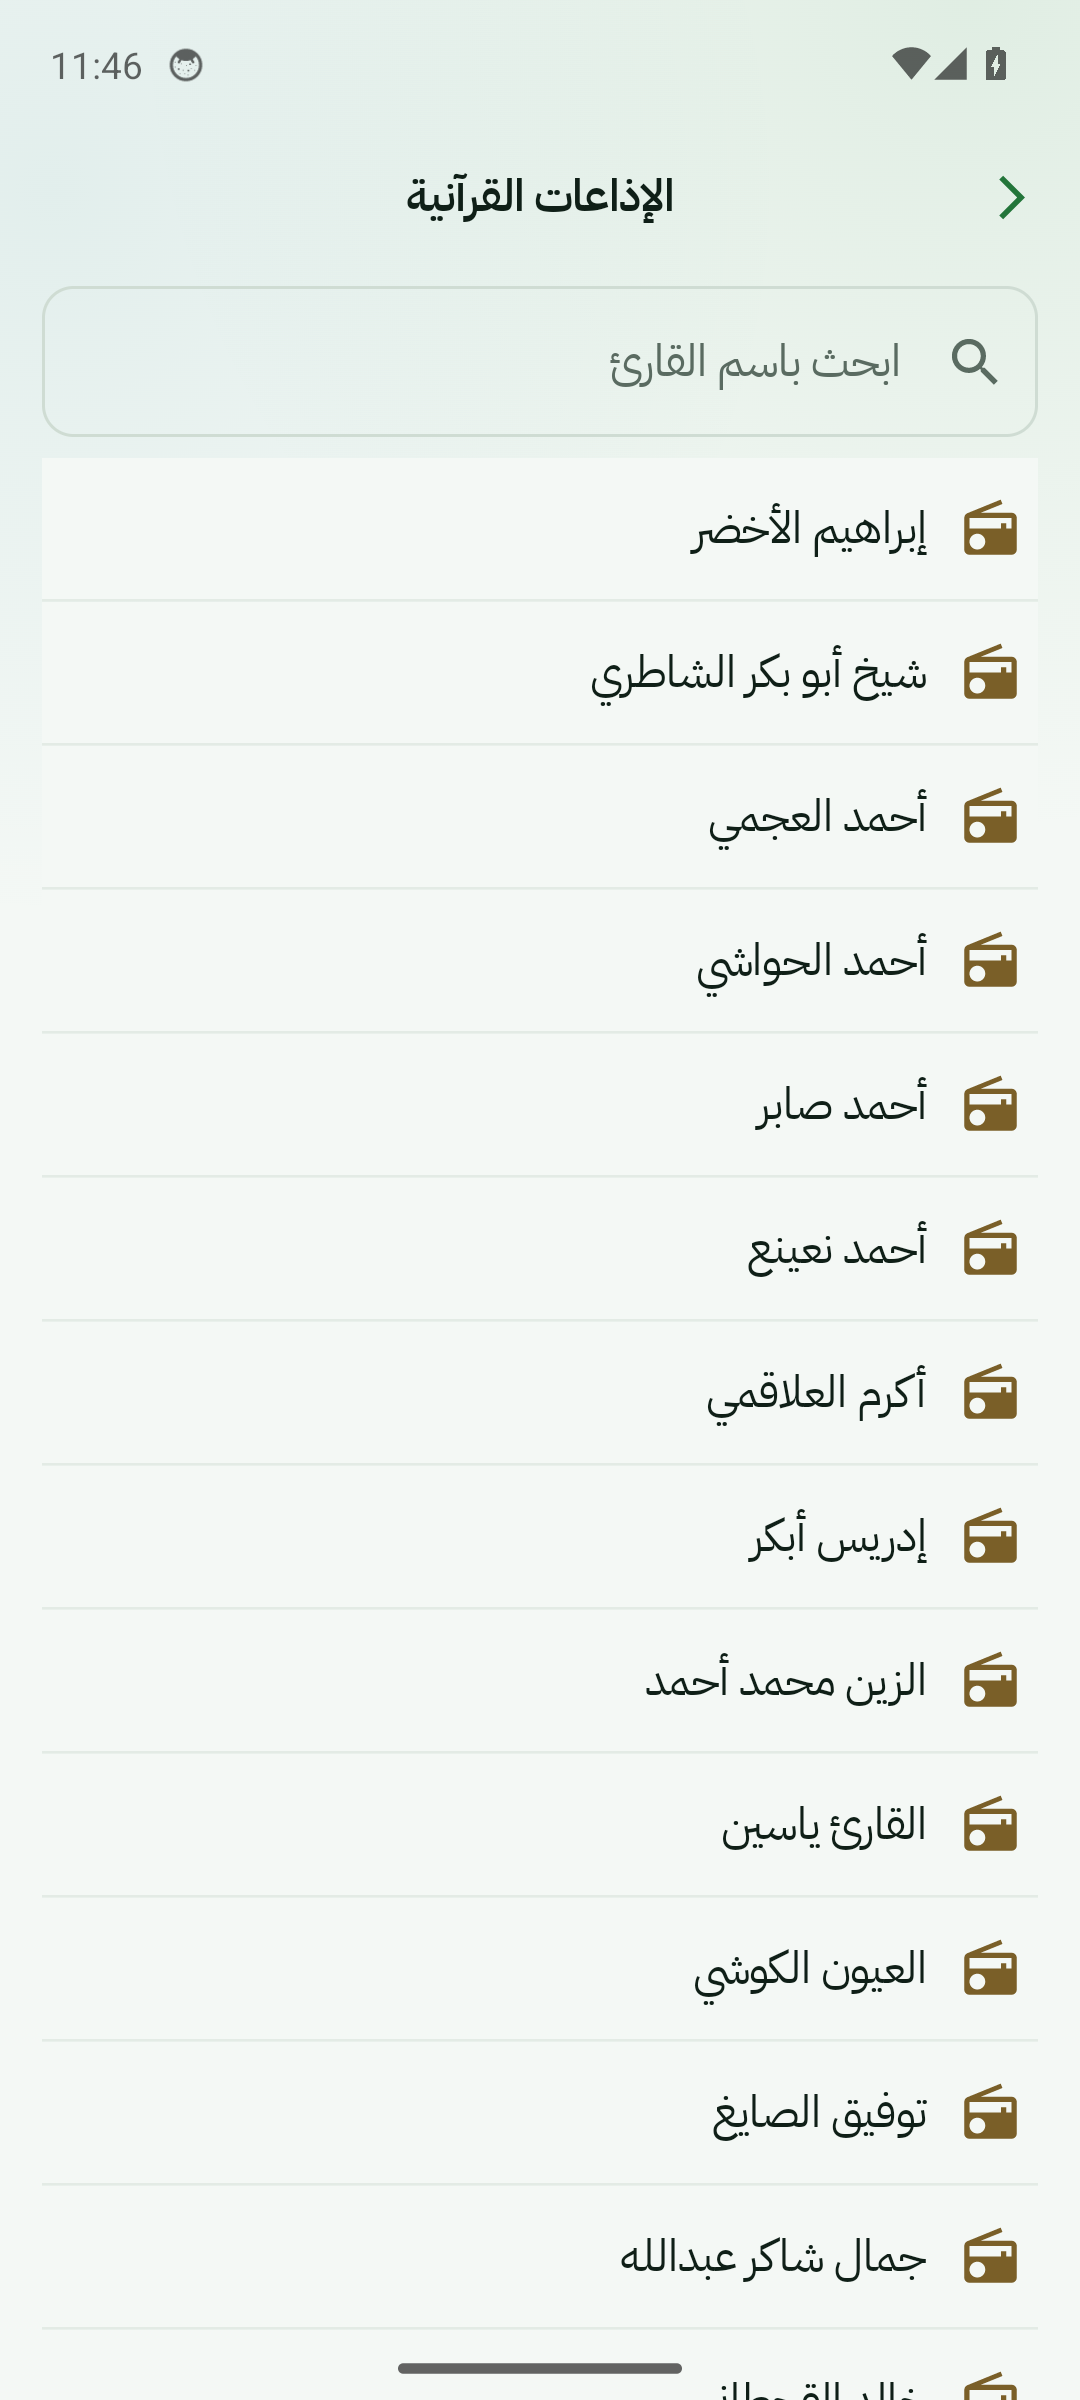 11:46
الإذاعات القرآنية
ابحث باسم القارئ
إبراهيم الأخضر
شيخ أبو بكر الشاطري
أحمد العجمي
أحمد الحواشي
أحمد صابر
أحمد نعينع
أكرم العلاقمي
إدريس أبكر
الزين محمد أحمد
القارئ ياسين
العيون الكوشي
توفيق الصايغ
جمال شاكر عبدالله